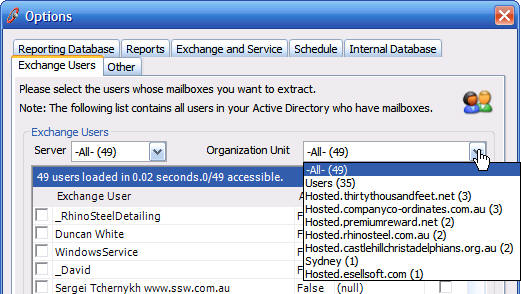 Options
Reporting Database Reports Exchange and Service Schedule Internal Database
Exchange Users Other
Please select the users whose mailboxes you want to extract.
Note: The following list contains all users in your Active Directory who have mailboxes.
Exchange Users
Server -All- (49) Organization Unit -All- (49)
49 users loaded in 0.02 seconds.0/49 accessible.
-All- (49)
Users (35)
Hosted.thirtythousandfeet.net (3)
Hosted.companyco-ordinates.com.au (3)
Hosted.premiumreward.net (2)
Hosted.rhinosteel.com.au (2)
Hosted.castlehillchristadelphians.org.au (2)
Sydney (1)
Hosted.esellsoft.com (1)
Exchange User A
_RhinoSteelDetailing F
Duncan White F
WindowsService F
_David F
Sergei Tchernykh www.ssw.com.au False